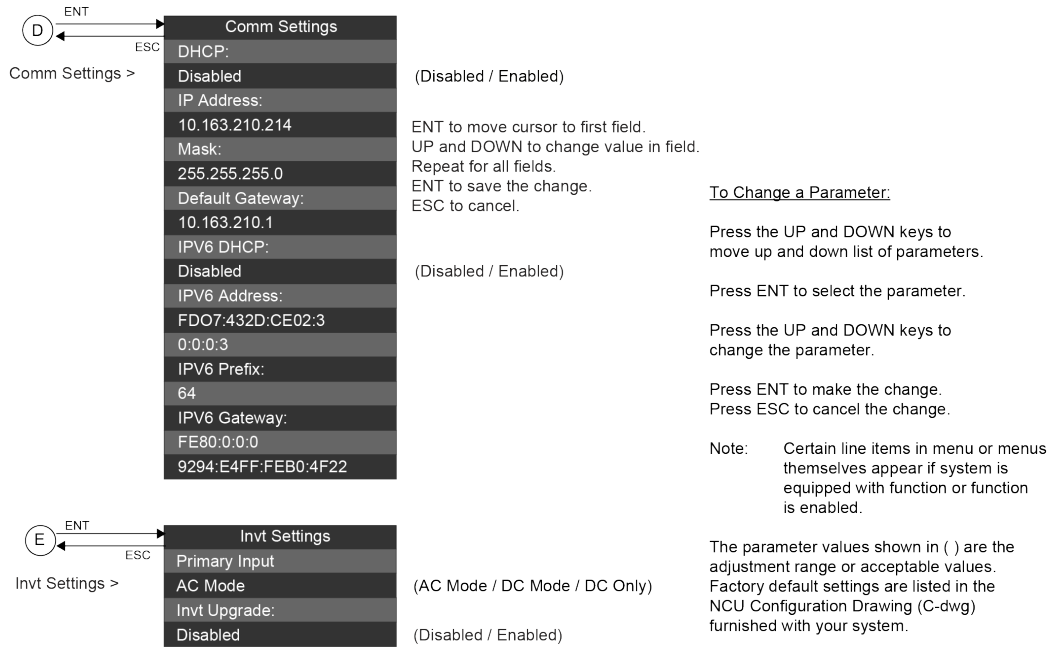 ENT
D
ESC
Comm Settings >
Comm Settings
DHCP:
Disabled
(Disabled / Enabled)
IP Address:
10.163.210.214
Mask:
255.255.255.0
Default Gateway:
10.163.210.1
ENT to move cursor to first field.
UP and DOWN to change value in field.
Repeat for all fields.
ENT to save the change.
ESC to cancel.
IPV6 DHCP:
Disabled
(Disabled / Enabled)
IPV6 Address:
FDO7:432D:CE02:3
0:0:0:3
IPV6 Prefix:
64
IPV6 Gateway:
FE80:0:0:0
9294:E4FF:FEB0:4F22
ENT
E
ESC
Invt Settings >
Invt Settings
Primary Input
AC Mode
(AC Mode / DC Mode / DC Only)
Invt Upgrade:
Disabled
(Disabled / Enabled)
To Change a Parameter:
Press the UP and DOWN keys to
move up and down list of parameters.
Press ENT to select the parameter.
Press the UP and DOWN keys to
change the parameter.
Press ENT to make the change.
Press ESC to cancel the change.
Note: Certain line items in menu or menus
themselves appear if system is
equipped with function or function
is enabled.
The parameter values shown in ( ) are the
adjustment range or acceptable values.
Factory default settings are listed in the
NCU Configuration Drawing (C-dwg)
furnished with your system.